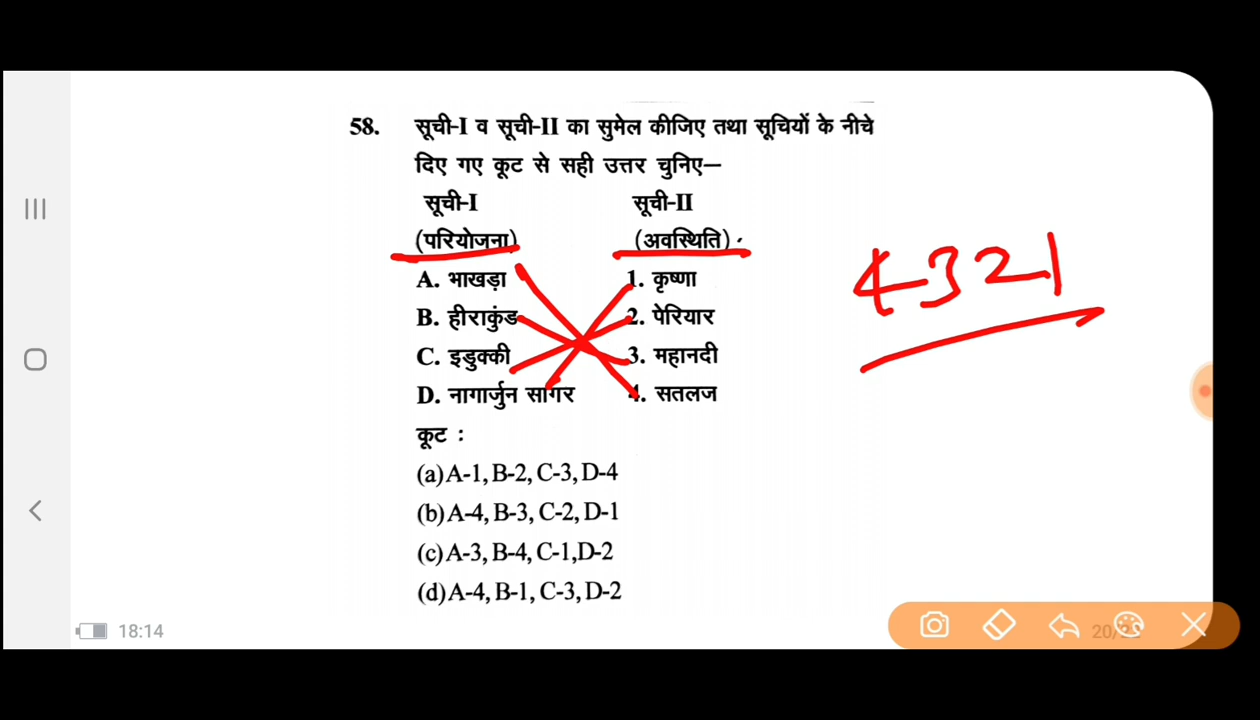 58. सूची-I व सूची-II का सुमेल कीजिए तथा सूचियों के नीचे
दिए गए कूट से सही उत्तर चुनिए—
सूची-I सूची-II
(परियोजना) (अवस्थिति)
A. भाखड़ा 1. कृष्णा
B. हीराकुंड 2. पेरियार
C. इडुक्की 3. महानदी
D. नागार्जुन सागर 4. सतलज
कूट :
(a) A-1, B-2, C-3, D-4
(b) A-4, B-3, C-2, D-1
(c) A-3, B-4, C-1,D-2
(d) A-4, B-1, C-3, D-2
4321
18:14